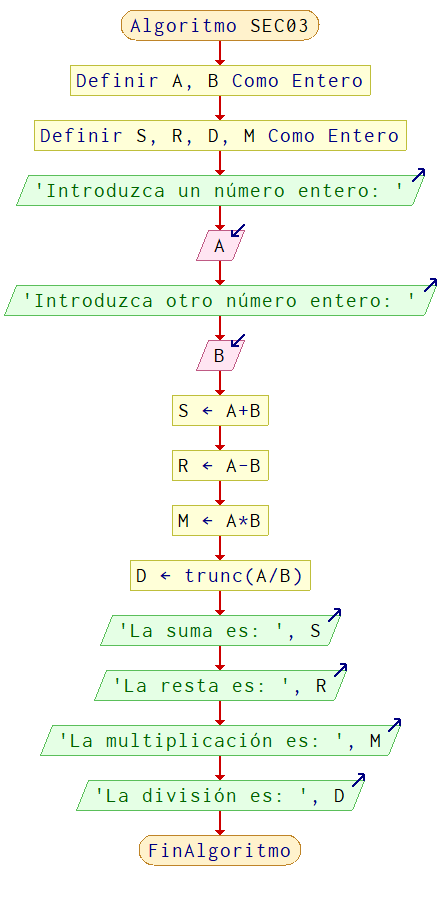 Algoritmo SEC03
Definir A, B Como Entero
Definir S, R, D, M Como Entero
'Introduzca un número entero: '
A
'Introduzca otro número entero: '
B
S ← A+B
R ← A-B
M ← A*B
D ← trunc(A/B)
'La suma es: ', S
'La resta es: ', R
'La multiplicación es: ', M
'La división es: ', D
FinAlgoritmo